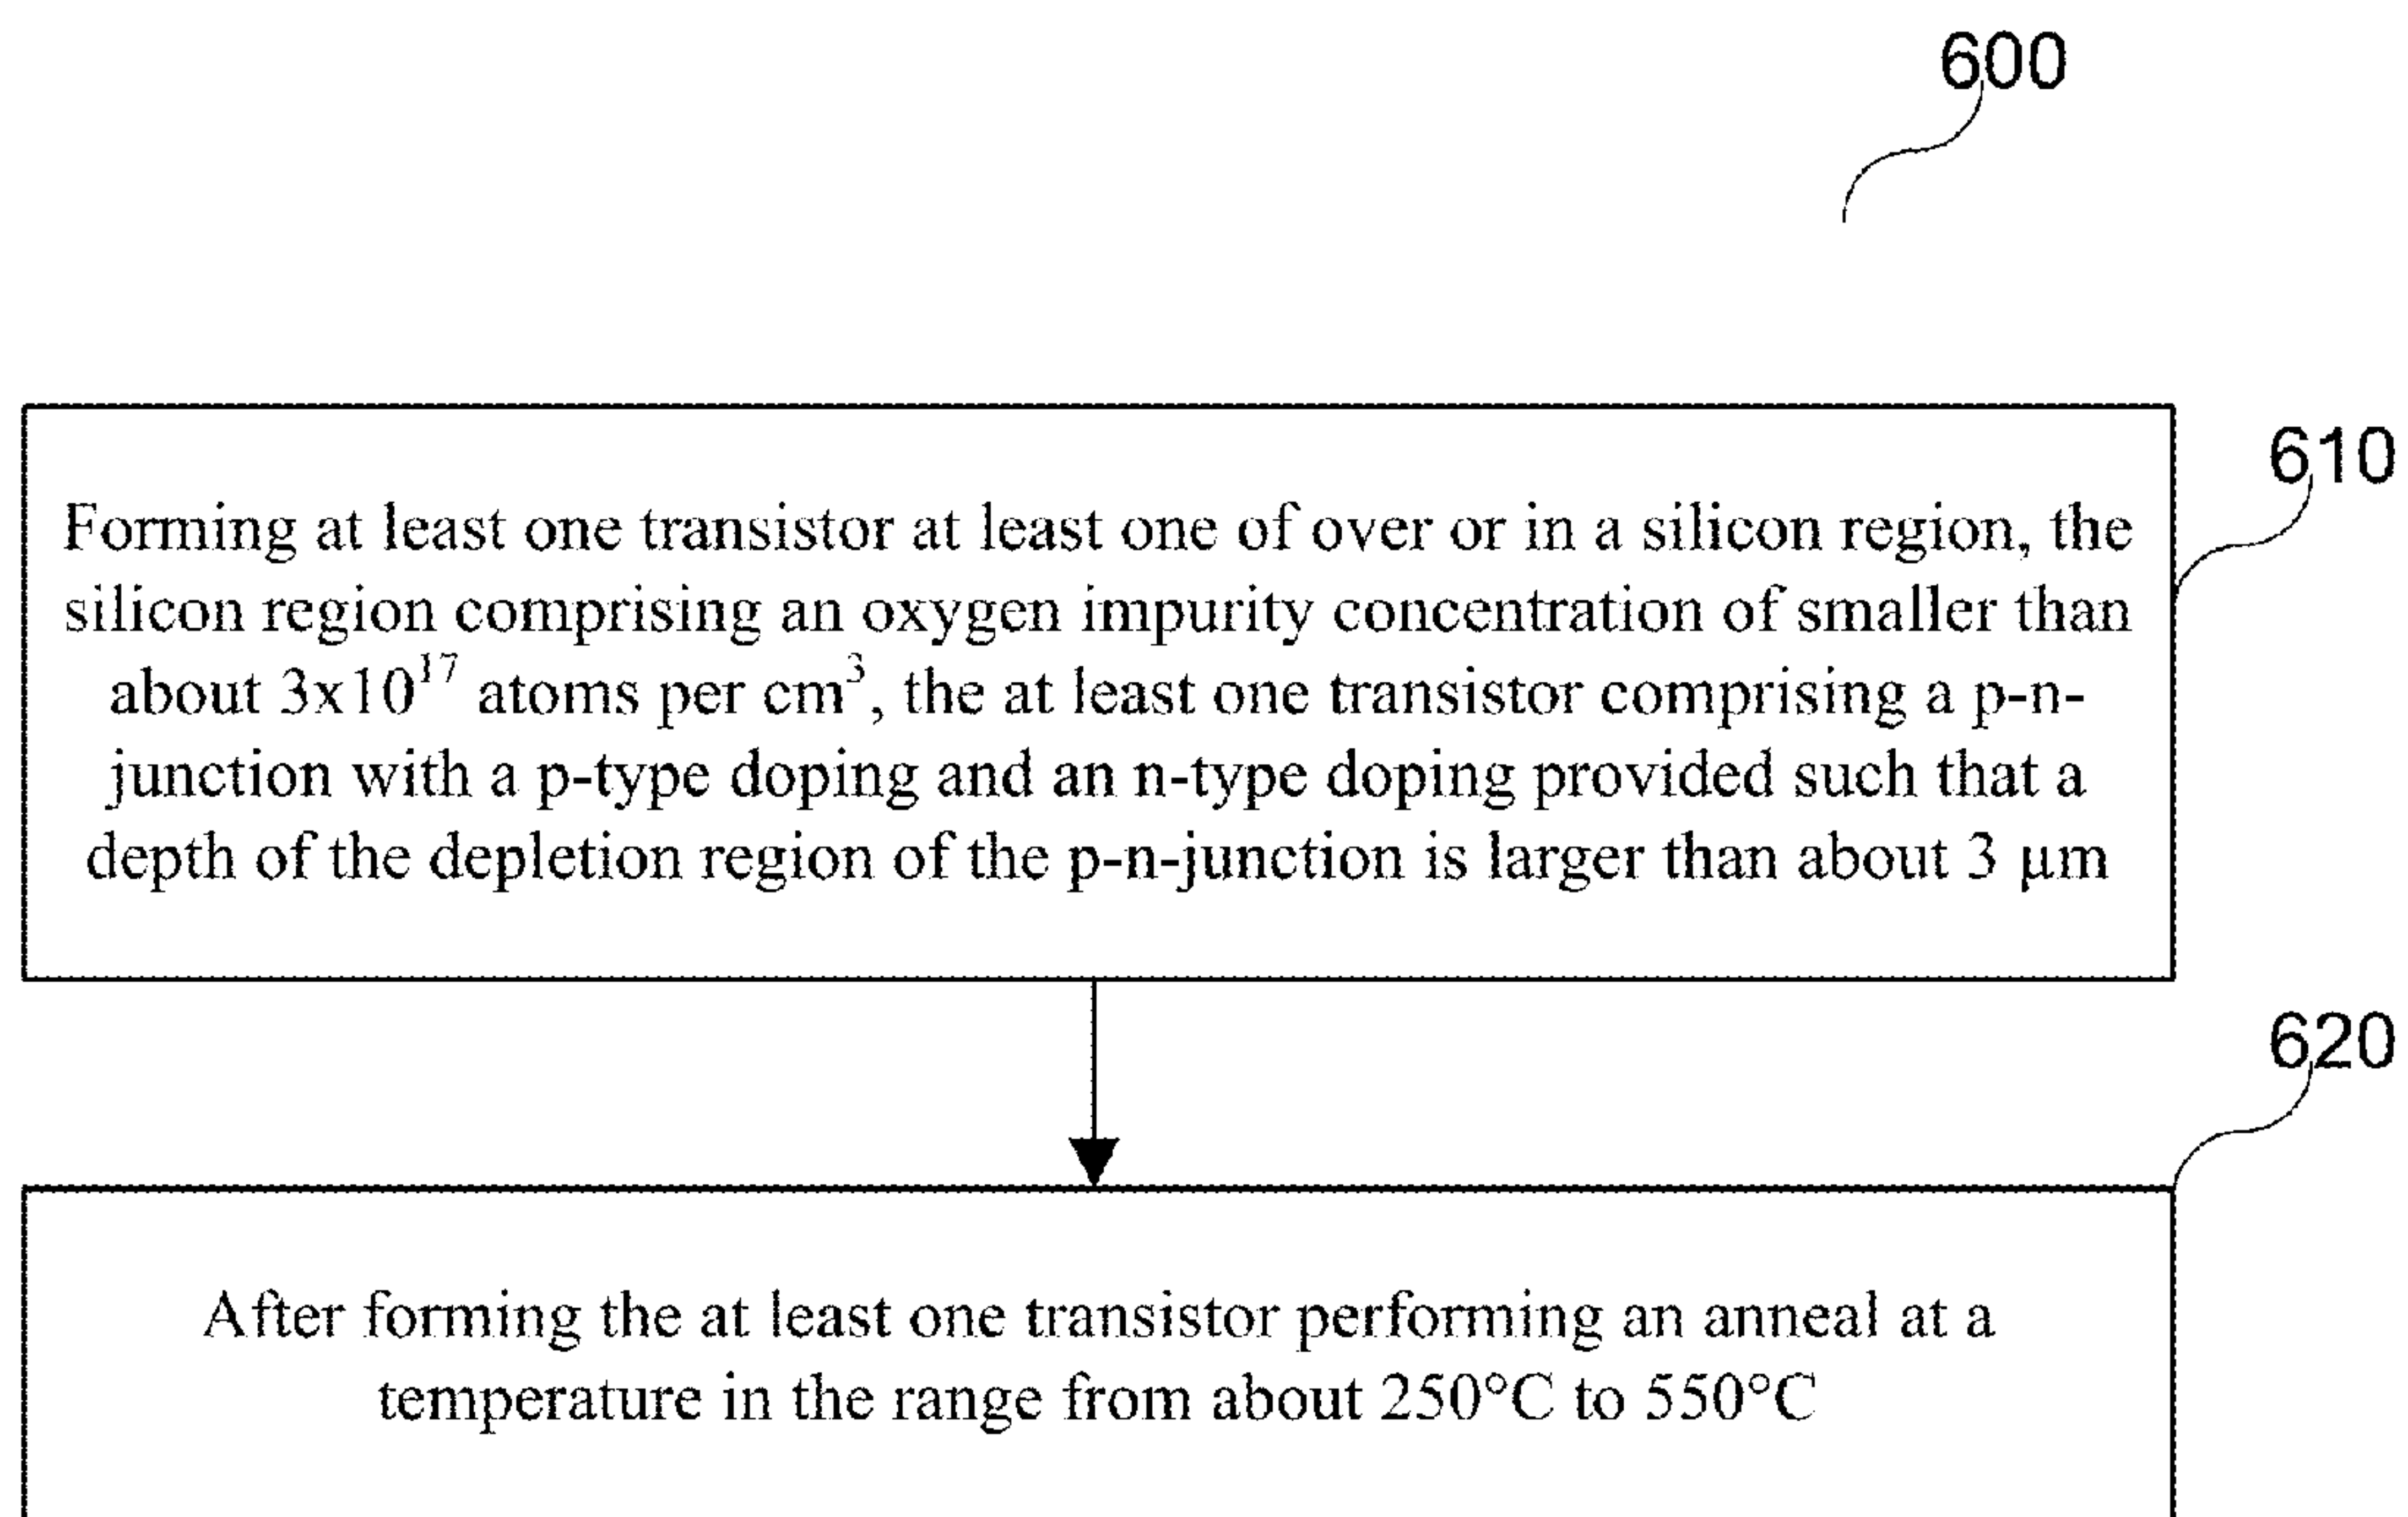 600
610
Forming at least one transistor at least one of over or in a silicon region, the
silicon region comprising an oxygen impurity concentration of smaller than
about 3x10¹⁷ atoms per cm³, the at least one transistor comprising a p-n-
junction with a p-type doping and an n-type doping provided such that a
depth of the depletion region of the p-n-junction is larger than about 3 µm
620
After forming the at least one transistor performing an anneal at a
temperature in the range from about 250°C to 550°C